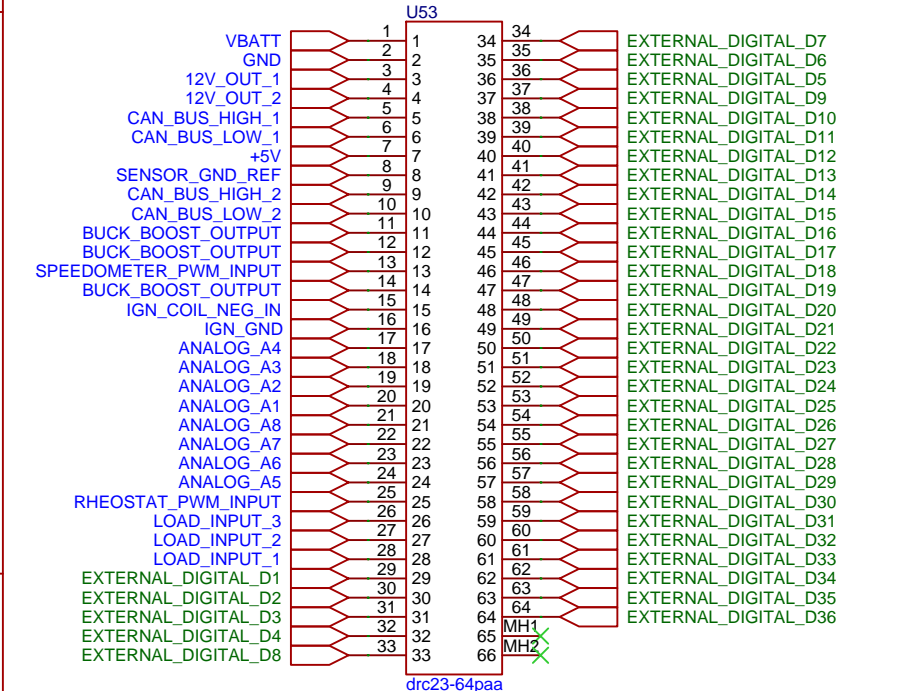 U53
VBATT 1 1 34 34 EXTERNAL_DIGITAL_D7
GND 2 2 35 35 EXTERNAL_DIGITAL_D6
12V_OUT_1 3 3 36 36 EXTERNAL_DIGITAL_D5
12V_OUT_2 4 4 37 37 EXTERNAL_DIGITAL_D9
CAN_BUS_HIGH_1 5 5 38 38 EXTERNAL_DIGITAL_D10
CAN_BUS_LOW_1 6 6 39 39 EXTERNAL_DIGITAL_D11
+5V 7 7 40 40 EXTERNAL_DIGITAL_D12
SENSOR_GND_REF 8 8 41 41 EXTERNAL_DIGITAL_D13
CAN_BUS_HIGH_2 9 9 42 42 EXTERNAL_DIGITAL_D14
CAN_BUS_LOW_2 10 10 43 43 EXTERNAL_DIGITAL_D15
BUCK_BOOST_OUTPUT 11 11 44 44 EXTERNAL_DIGITAL_D16
BUCK_BOOST_OUTPUT 12 12 45 45 EXTERNAL_DIGITAL_D17
SPEEDOMETER_PWM_INPUT 13 13 46 46 EXTERNAL_DIGITAL_D18
BUCK_BOOST_OUTPUT 14 14 47 47 EXTERNAL_DIGITAL_D19
IGN_COIL_NEG_IN 15 15 48 48 EXTERNAL_DIGITAL_D20
IGN_GND 16 16 49 49 EXTERNAL_DIGITAL_D21
ANALOG_A4 17 17 50 50 EXTERNAL_DIGITAL_D22
ANALOG_A3 18 18 51 51 EXTERNAL_DIGITAL_D23
ANALOG_A2 19 19 52 52 EXTERNAL_DIGITAL_D24
ANALOG_A1 20 20 53 53 EXTERNAL_DIGITAL_D25
ANALOG_A8 21 21 54 54 EXTERNAL_DIGITAL_D26
ANALOG_A7 22 22 55 55 EXTERNAL_DIGITAL_D27
ANALOG_A6 23 23 56 56 EXTERNAL_DIGITAL_D28
ANALOG_A5 24 24 57 57 EXTERNAL_DIGITAL_D29
RHEOSTAT_PWM_INPUT 25 25 58 58 EXTERNAL_DIGITAL_D30
LOAD_INPUT_3 26 26 59 59 EXTERNAL_DIGITAL_D31
LOAD_INPUT_2 27 27 60 60 EXTERNAL_DIGITAL_D32
LOAD_INPUT_1 28 28 61 61 EXTERNAL_DIGITAL_D33
EXTERNAL_DIGITAL_D1 29 29 62 62 EXTERNAL_DIGITAL_D34
EXTERNAL_DIGITAL_D2 30 30 63 63 EXTERNAL_DIGITAL_D35
EXTERNAL_DIGITAL_D3 31 31 64 64 EXTERNAL_DIGITAL_D36
EXTERNAL_DIGITAL_D4 32 32 65 MH1
EXTERNAL_DIGITAL_D8 33 33 66 MH2
drc23-64paa